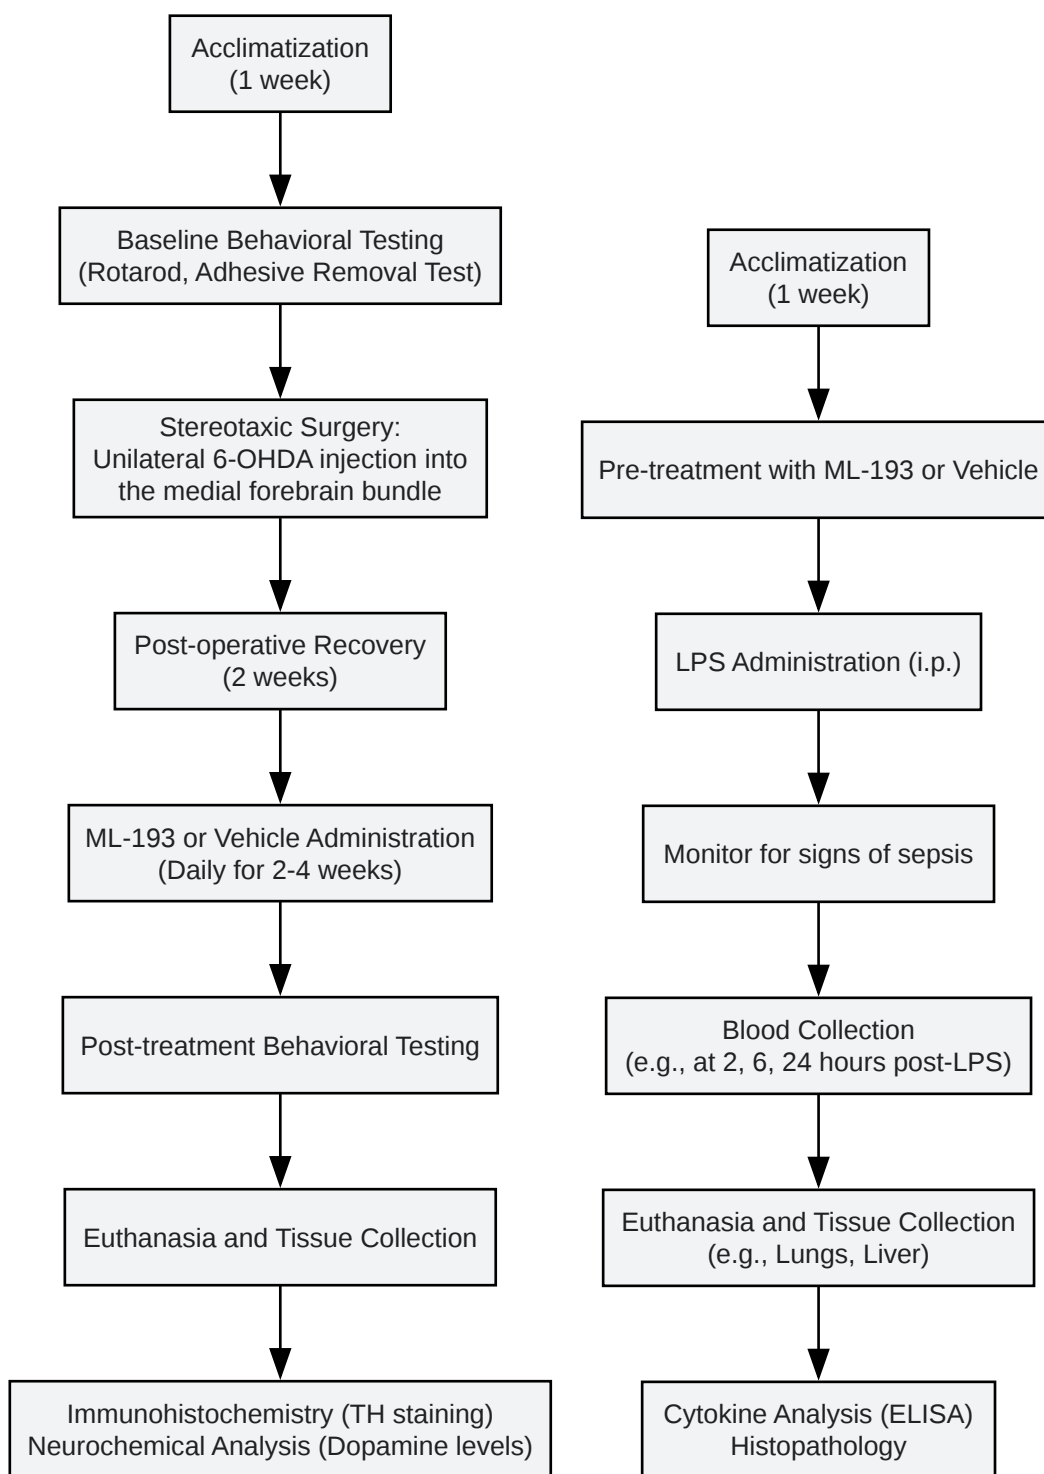 Acclimatization
(1 week)
Baseline Behavioral Testing
(Rotarod, Adhesive Removal Test)
Stereotaxic Surgery:
Unilateral 6-OHDA injection into
the medial forebrain bundle
Post-operative Recovery
(2 weeks)
ML-193 or Vehicle Administration
(Daily for 2-4 weeks)
Post-treatment Behavioral Testing
Euthanasia and Tissue Collection
Immunohistochemistry (TH staining)
Neurochemical Analysis (Dopamine levels)
Acclimatization
(1 week)
Pre-treatment with ML-193 or Vehicle
LPS Administration (i.p.)
Monitor for signs of sepsis
Blood Collection
(e.g., at 2, 6, 24 hours post-LPS)
Euthanasia and Tissue Collection
(e.g., Lungs, Liver)
Cytokine Analysis (ELISA)
Histopathology